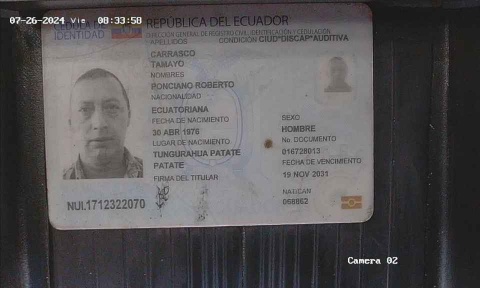 07-26-2024 Vie 08:33:58
CÉDULA DE
IDENTIDAD
REPÚBLICA DEL ECUADOR
DIRECCIÓN GENERAL DE REGISTRO CIVIL, IDENTIFICACIÓN Y CEDULACIÓN
APELLIDOS
CONDICIÓN CIUD*DISCAP*AUDITIVA
CARRASCO
TAMAYO
NOMBRES
PONCIANO ROBERTO
NACIONALIDAD
ECUATORIANA
FECHA DE NACIMIENTO
30 ABR 1976
LUGAR DE NACIMIENTO
TUNGURAHUA PATATE
PATATE
FIRMA DEL TITULAR
SEXO
HOMBRE
No. DOCUMENTO
016728013
FECHA DE VENCIMIENTO
19 NOV 2031
NAT/CAN
068862
NUI.1712322070
Camera 02